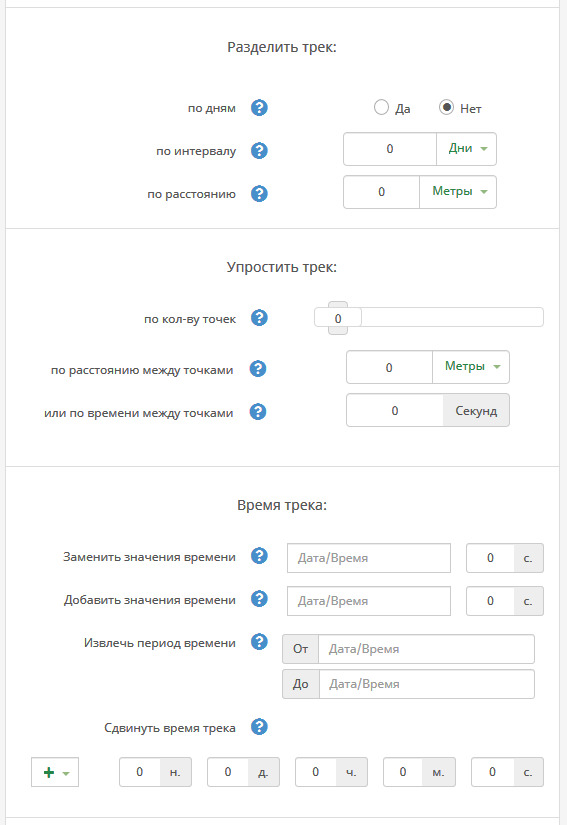 Разделить трек:
по дням ? Да Нет
по интервалу ? 0 Дни
по расстоянию ? 0 Метры
Упростить трек:
по кол-ву точек ? 0
по расстоянию между точками ? 0 Метры
или по времени между точками ? 0 Секунд
Время трека:
Заменить значения времени ? Дата/Время 0 с.
Добавить значения времени ? Дата/Время 0 с.
Извлечь период времени ? От Дата/Время
До Дата/Время
Сдвинуть время трека ?
+ 0 н. 0 д. 0 ч. 0 м. 0 с.